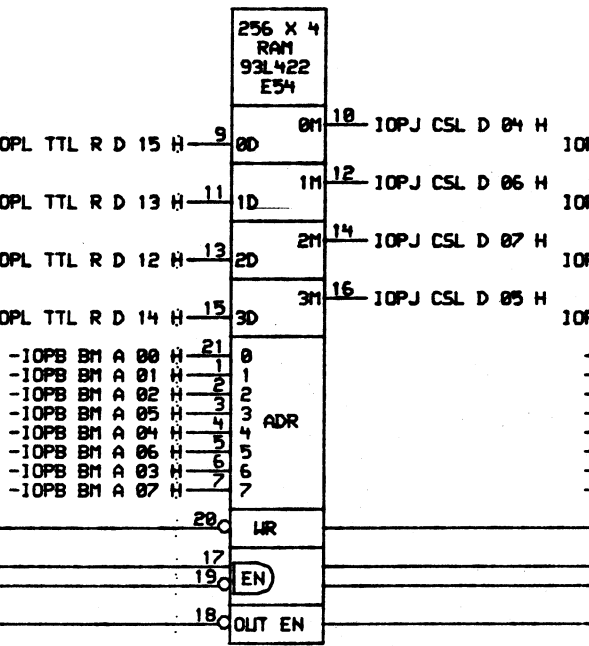 256 X 4
RAM
93L422
E54
0M 10 IOPJ CSL D 04 H
OPL TTL R D 15 H 9 0D IOP
1M 12 IOPJ CSL D 06 H
OPL TTL R D 13 H 11 1D IOP
2M 14 IOPJ CSL D 07 H
OPL TTL R D 12 H 13 2D IOP
3M 16 IOPJ CSL D 05 H
OPL TTL R D 14 H 15 3D IOP
-IOPB BM A 00 H 21 0
-IOPB BM A 01 H 1 1
-IOPB BM A 02 H 2 2
-IOPB BM A 05 H 3 3 ADR
-IOPB BM A 04 H 4 4
-IOPB BM A 06 H 5 5
-IOPB BM A 03 H 6 6
-IOPB BM A 07 H 7 7
20 WR
17
19 EN
18 OUT EN